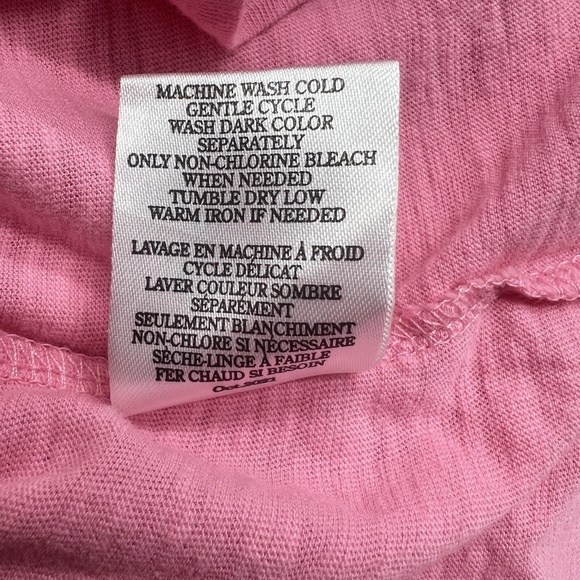 MACHINE WASH COLD
GENTLE CYCLE
WASH DARK COLOR
SEPARATELY
ONLY NON-CHLORINE BLEACH
WHEN NEEDED
TUMBLE DRY LOW
WARM IRON IF NEEDED
LAVAGE EN MACHINE À FROID
CYCLE DÉLICAT
LAVER COULEUR SOMBRE
SÉPARÉMENT
SEULEMENT BLANCHIMENT
NON-CHLORE SI NÉCESSAIRE
SÈCHE-LINGE À FAIBLE
FER CHAUD SI BESOIN
Oct.2021